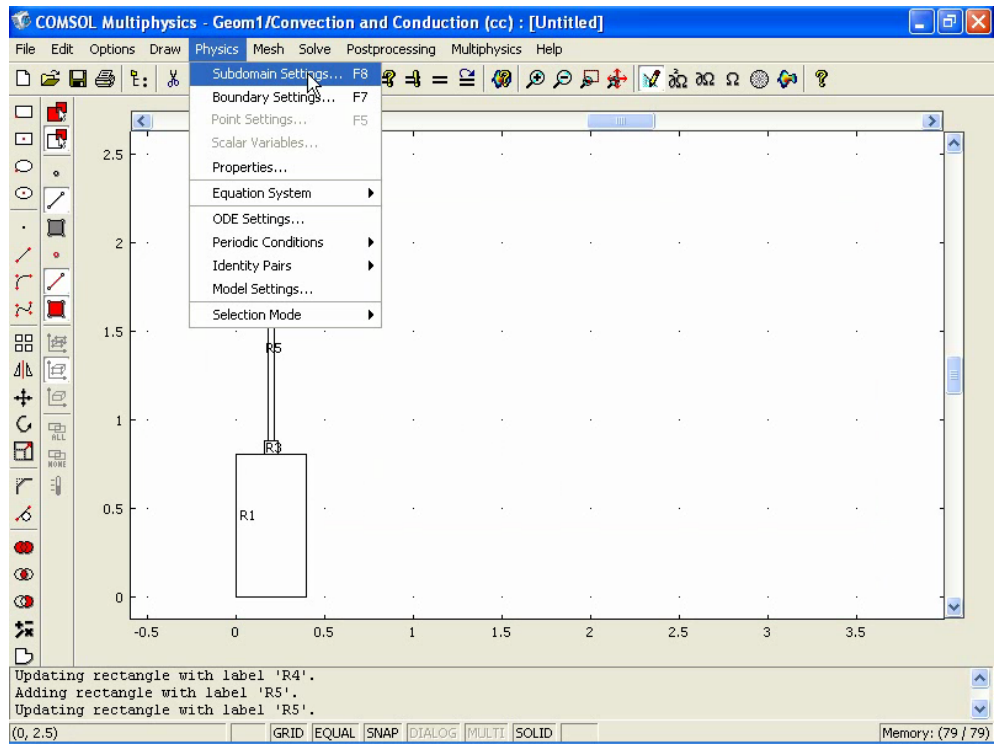 COMSOL Multiphysics - Geom1/Convection and Conduction (cc) : [Untitled]
File Edit Options Draw Physics Mesh Solve Postprocessing Multiphysics Help
Subdomain Settings... F8
Boundary Settings... F7
Point Settings... F5
Scalar Variables...
Properties...
Equation System
ODE Settings...
Periodic Conditions
Identity Pairs
Model Settings...
Selection Mode
ALL
NONE
2.5
2
1.5
1
0.5
0
R5
R3
R1
-0.5 0 0.5 1 1.5 2 2.5 3 3.5
Updating rectangle with label 'R4'.
Adding rectangle with label 'R5'.
Updating rectangle with label 'R5'.
(0, 2.5) GRID EQUAL SNAP DIALOG MULTI SOLID Memory: (79 / 79)